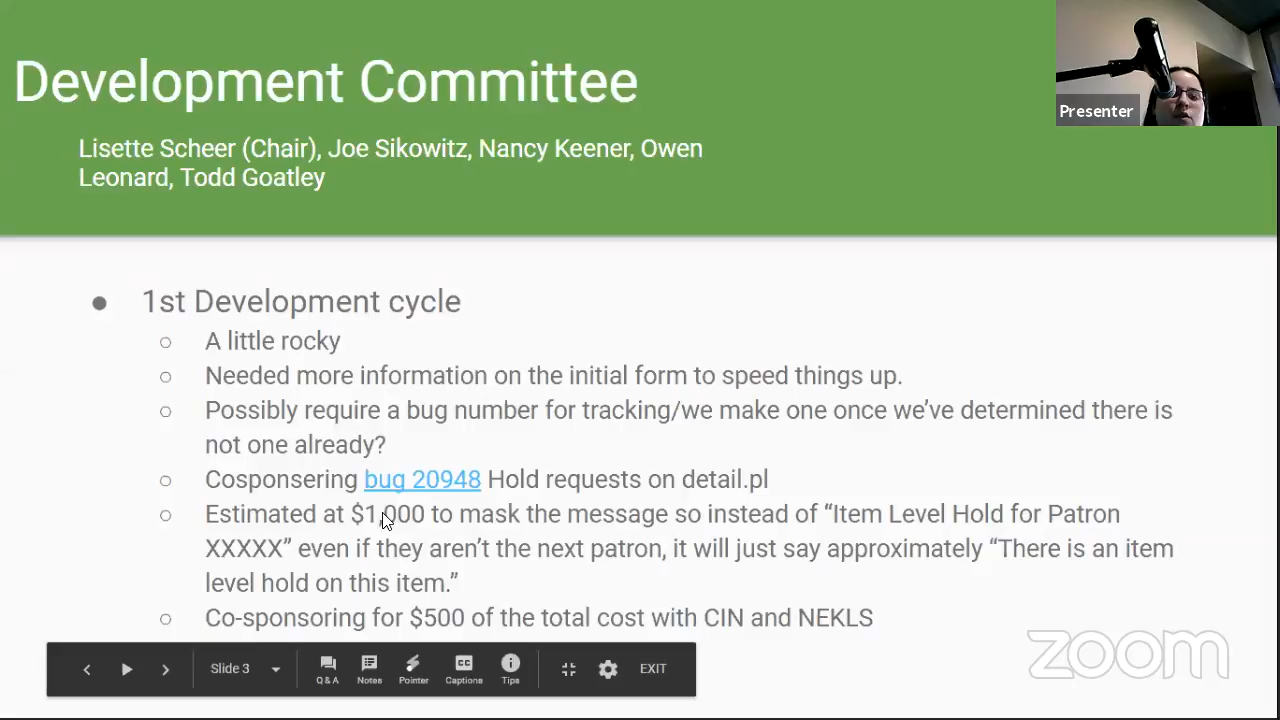 Development Committee
Presenter
Lisette Scheer (Chair), Joe Sikowitz, Nancy Keener, Owen
Leonard, Todd Goatley
1st Development cycle
A little rocky
Needed more information on the initial form to speed things up.
Possibly require a bug number for tracking/we make one once we've determined there is
not one already?
Cosponsering bug 20948 Hold requests on detail.pl
Estimated at $1,000 to mask the message so instead of “Item Level Hold for Patron
XXXXX” even if they aren't the next patron, it will just say approximately “There is an item
level hold on this item.”
Co-sponsoring for $500 of the total cost with CIN and NEKLS
Slide 3
Q&A
Notes
Pointer
CC
Captions
Tips
EXIT
zoom